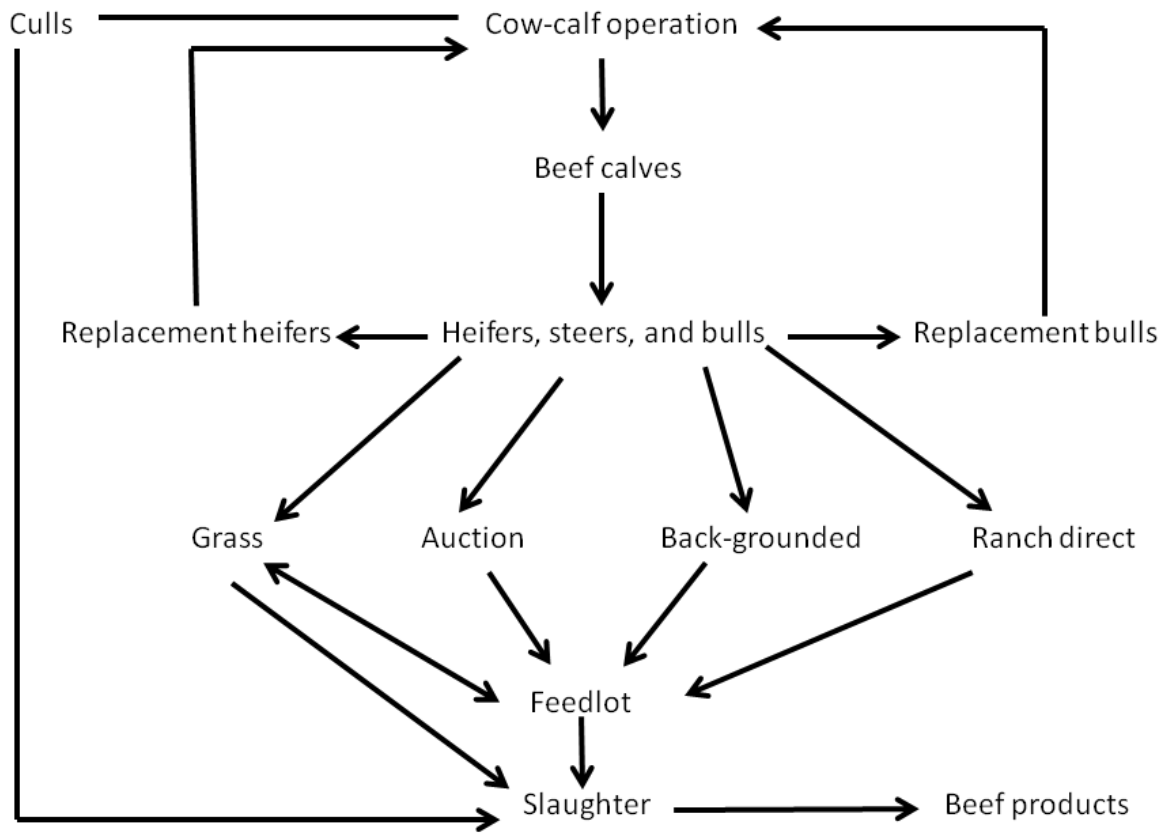 Culls
Cow-calf operation
Beef calves
Replacement heifers
Heifers, steers, and bulls
Replacement bulls
Grass
Auction
Back-grounded
Ranch direct
Feedlot
Slaughter
Beef products